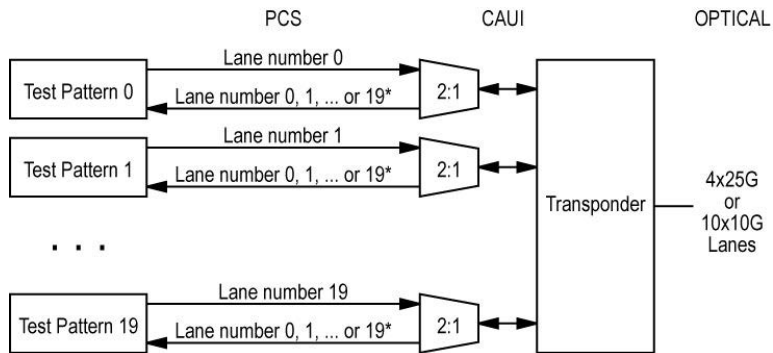 PCS CAUI OPTICAL
Lane number 0
Test Pattern 0
Lane number 0, 1, ... or 19*
2:1
Lane number 1
Test Pattern 1
Lane number 0, 1, ... or 19*
2:1
Transponder
4x25G
or
10x10G
Lanes
. . .
Lane number 19
Test Pattern 19
Lane number 0, 1, ... or 19*
2:1